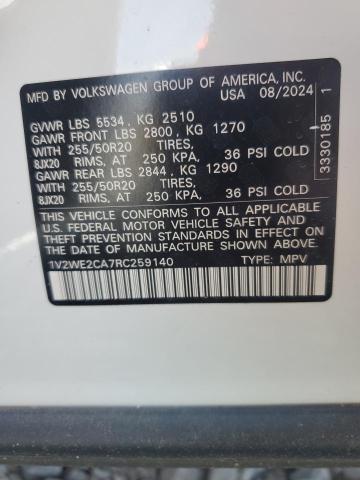 MFD. BY VOLKSWAGEN GROUP OF AMERICA, INC.
USA 08/2024
GVWR LBS 5534, KG 2510
GAWR FRONT LBS 2800, KG 1270
WITH 255/50R20 TIRES,
8JX20 RIMS, AT 250 KPA, 36 PSI COLD
GAWR REAR LBS 2844, KG 1290
WITH 255/50R20 TIRES,
8JX20 RIMS, AT 250 KPA, 36 PSI COLD
THIS VEHICLE CONFORMS TO ALL APPLICABLE
U.S. FEDERAL MOTOR VEHICLE SAFETY AND
THEFT PREVENTION STANDARDS IN EFFECT ON
THE DATE OF MANUFACTURE SHOWN ABOVE.
1V2WE2CA7RC259140 TYPE: MPV
3330185 1